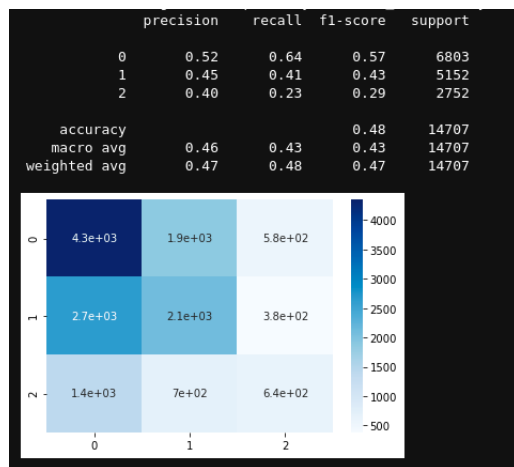 precision recall f1-score support
0 0.52 0.64 0.57 6803
1 0.45 0.41 0.43 5152
2 0.40 0.23 0.29 2752
accuracy 0.48 14707
macro avg 0.46 0.43 0.43 14707
weighted avg 0.47 0.48 0.47 14707
0 4.3e+03 1.9e+03 5.8e+02
1 2.7e+03 2.1e+03 3.8e+02
2 1.4e+03 7e+02 6.4e+02
0 1 2
4000
3500
3000
2500
2000
1500
1000
500